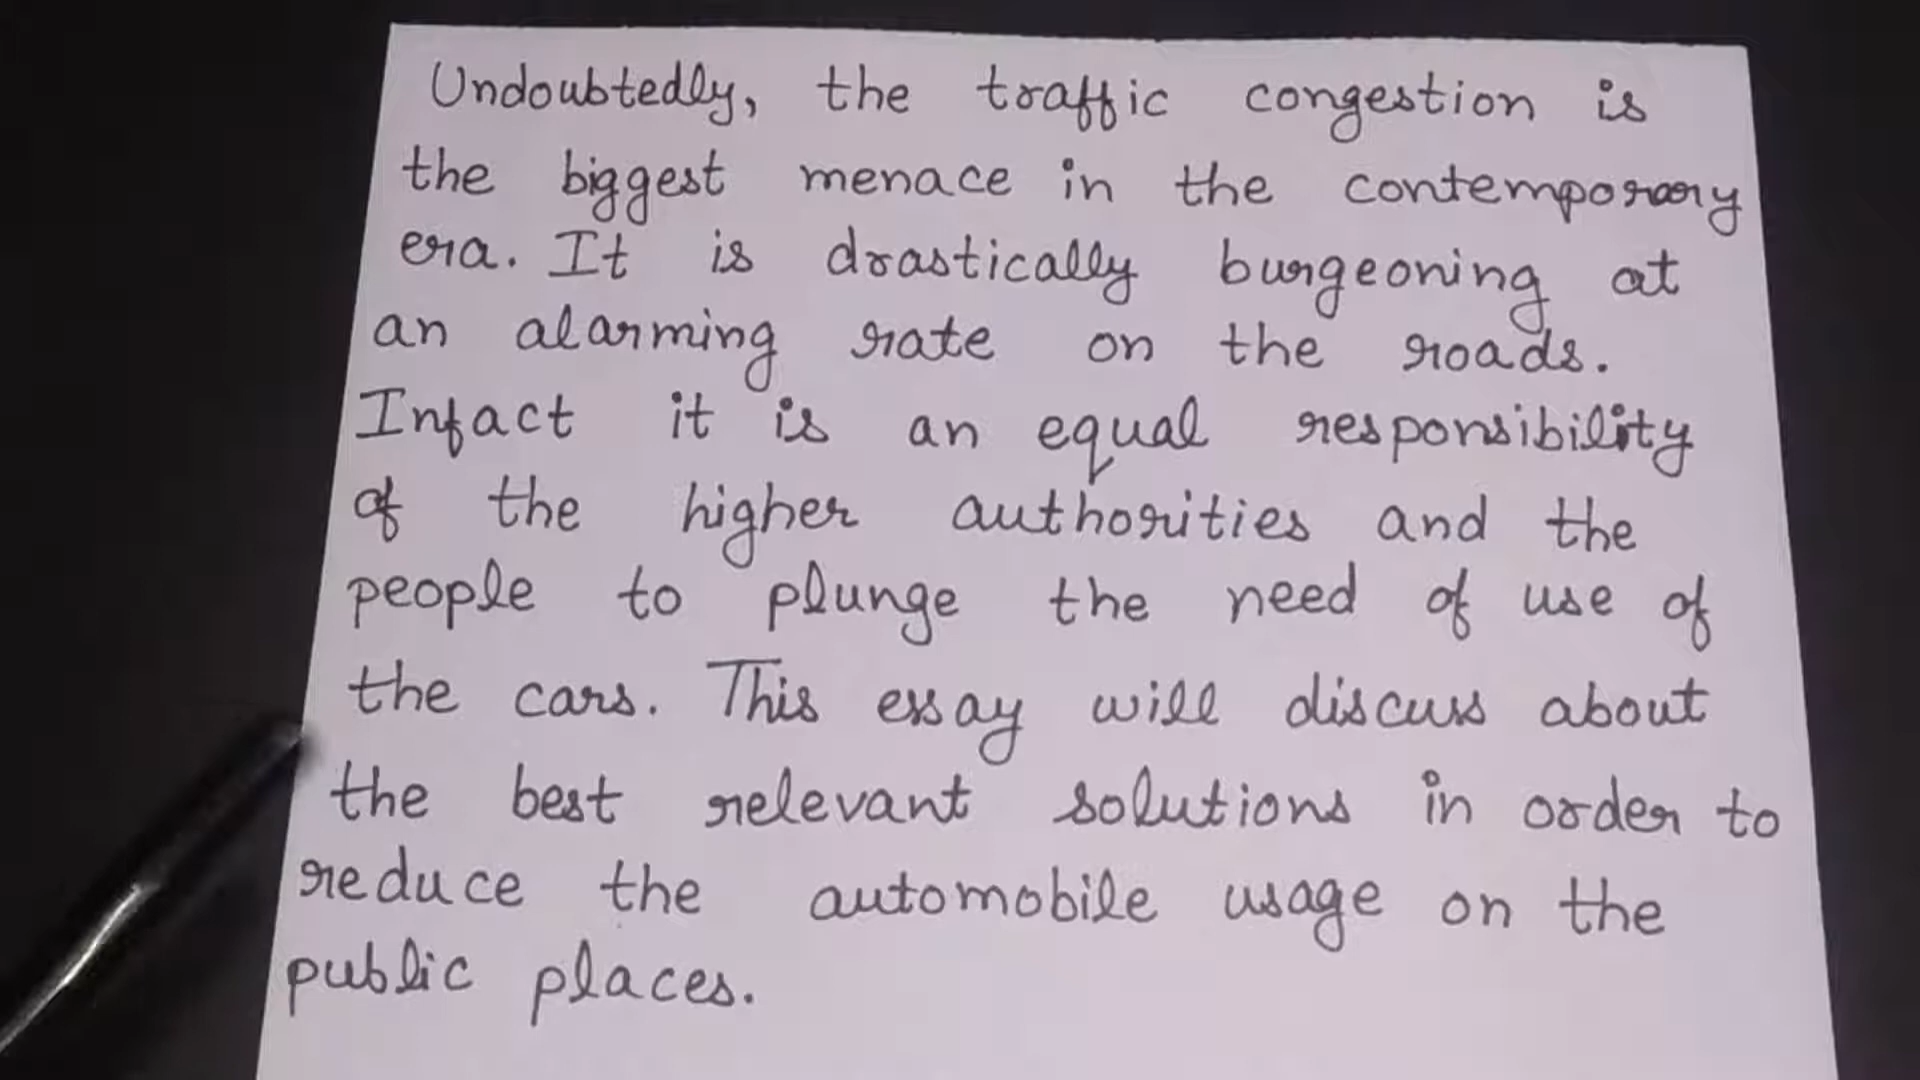 Undoubtedly, the traffic congestion is
the biggest menace in the contemporary
era. It is drastically burgeoning at
an alarming rate on the roads.
Infact it is an equal responsibility
of the higher authorities and the
people to plunge the need of use of
the cars. This essay will discuss about
the best relevant solutions in order to
reduce the automobile usage on the
public places.